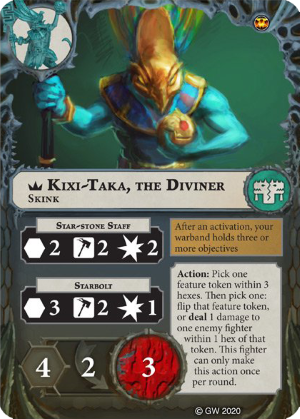 Kixi-Taka, the Diviner
Skink
Star-stone Staff
2 2 2
After an activation, your
warband holds three or
more objectives
Starbolt
3 2 1
Action: Pick one
feature token within 3
hexes. Then pick one:
flip that feature token,
or deal 1 damage to
one enemy fighter
within 1 hex of that
token. This fighter
can only make
this action once
per round.
4 2 3
© GW 2020